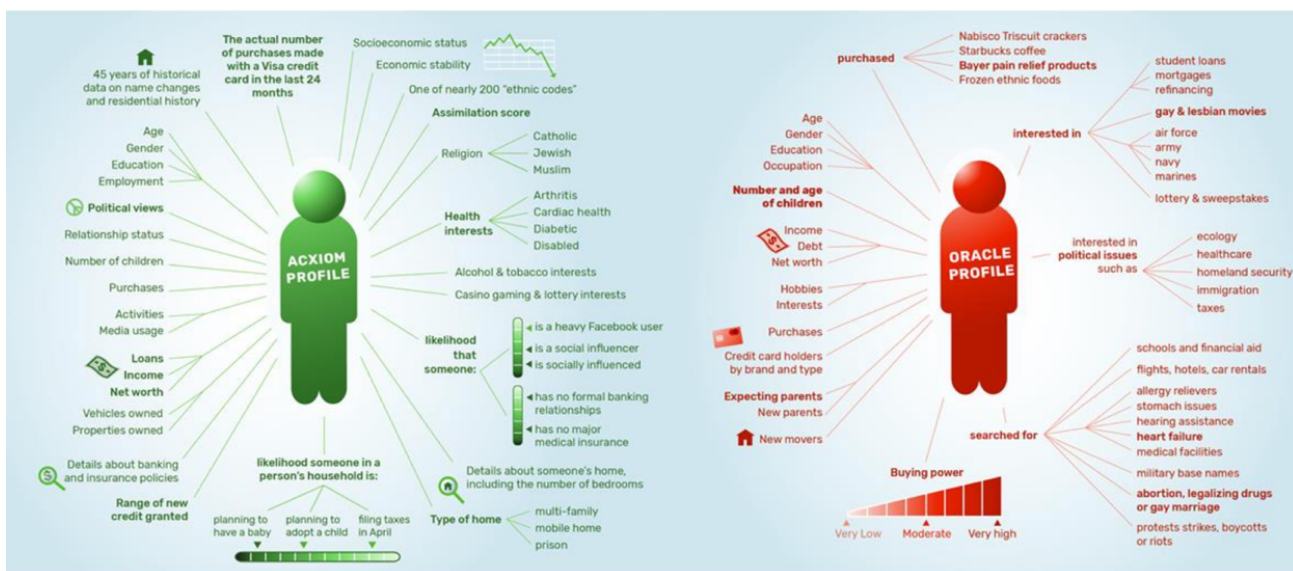 45 years of historical
data on name changes
and residential history
The actual number
of purchases made
with a Visa credit
card in the last 24
months
Socioeconomic status
Economic stability
One of nearly 200 "ethnic codes"
Assimilation score
Religion
Catholic
Jewish
Muslim
Health
interests
Arthritis
Cardiac health
Diabetic
Disabled
Alcohol & tobacco interests
Casino gaming & lottery interests
likelihood
that
someone:
is a heavy Facebook user
is a social influencer
is socially influenced
has no formal banking
relationships
has no major
medical insurance
Details about someone's home,
including the number of bedrooms
Type of home
multi-family
mobile home
prison
Age
Gender
Education
Employment
Political views
Relationship status
Number of children
Purchases
Activities
Media usage
Loans
Income
Net worth
Vehicles owned
Properties owned
Details about banking
and insurance policies
Range of new
credit granted
likelihood someone in a
person's household is:
planning to
have a baby
planning to
adopt a child
filing taxes
in April
ACXIOM
PROFILE
purchased
Nabisco Triscuit crackers
Starbucks coffee
Bayer pain relief products
Frozen ethnic foods
interested in
student loans
mortgages
refinancing
gay & lesbian movies
air force
army
navy
marines
lottery & sweepstakes
interested in
political issues
such as
ecology
healthcare
homeland security
immigration
taxes
searched for
schools and financial aid
flights, hotels, car rentals
allergy relievers
stomach issues
hearing assistance
heart failure
medical facilities
military base names
abortion, legalizing drugs
or gay marriage
protests strikes, boycotts
or riots
Age
Gender
Education
Occupation
Number and age
of children
Income
Debt
Net worth
Hobbies
Interests
Purchases
Credit card holders
by brand and type
Expecting parents
New parents
New movers
Buying power
Very Low
Moderate
Very high
ORACLE
PROFILE